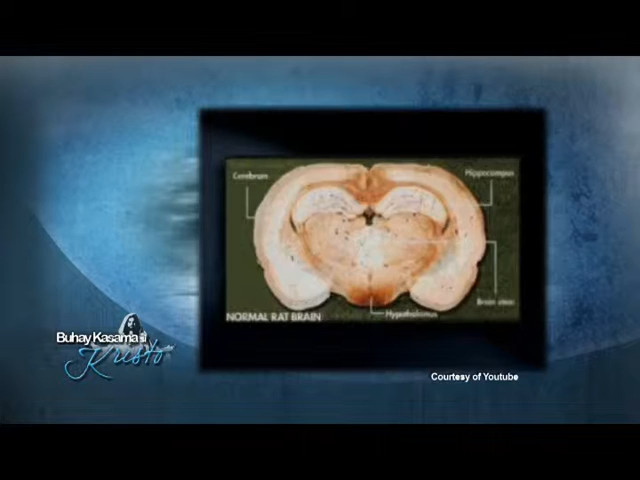 Cerebrum
Hippocampus
Brain stem
NORMAL RAT BRAIN
Hypothalamus
Buhay Kasama si
Kristo
Courtesy of Youtube